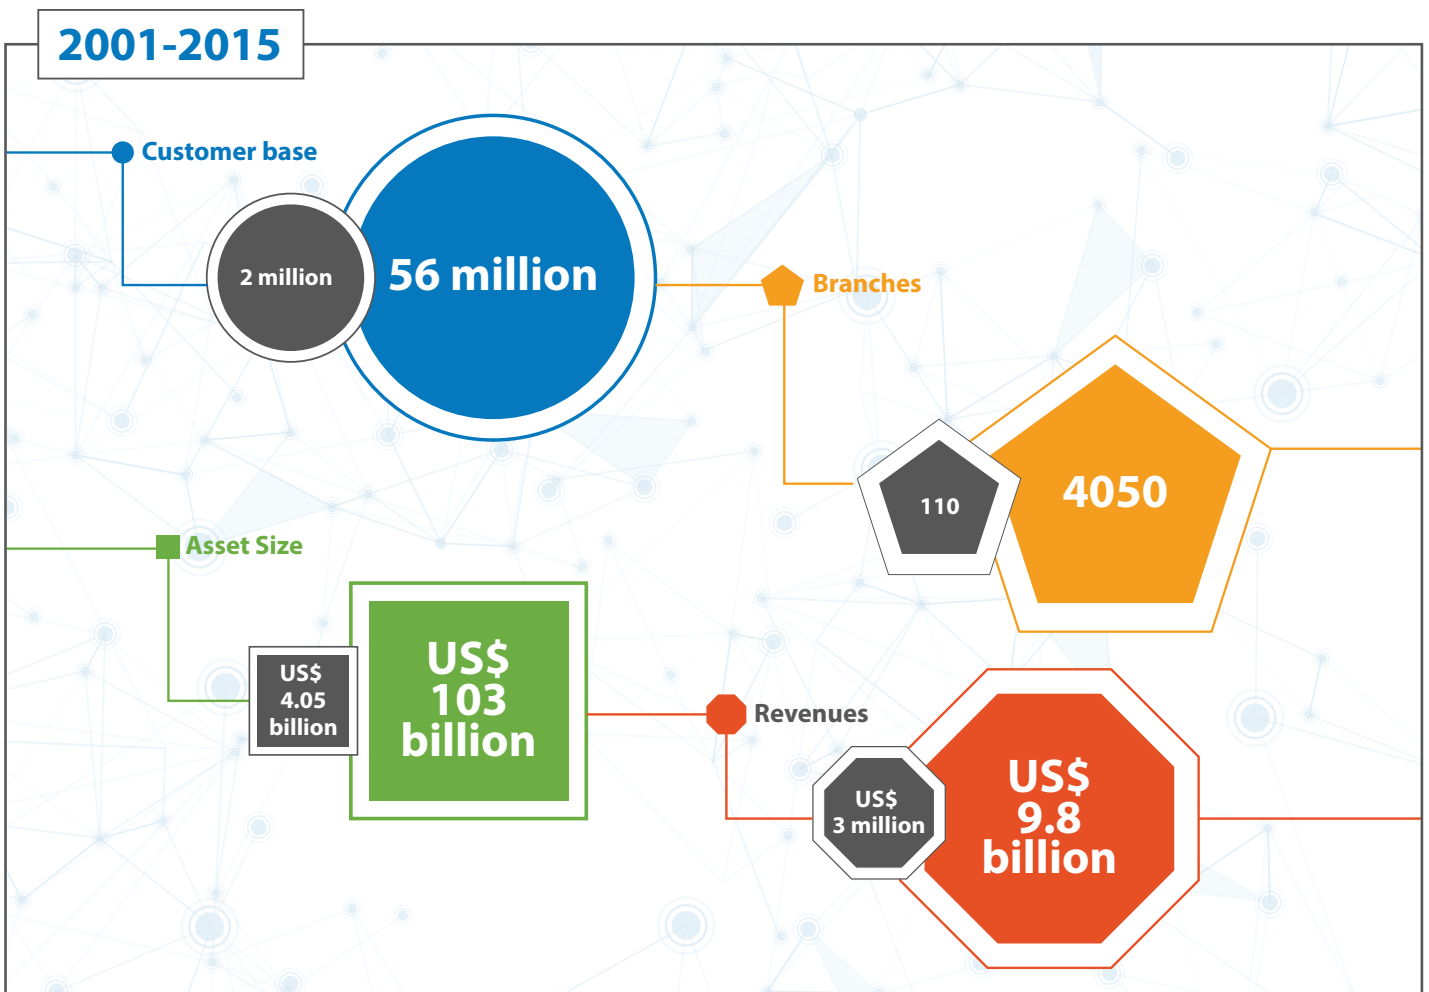 2001-2015
Customer base
2 million
56 million
Branches
110
4050
Asset Size
US$
4.05
billion
US$
103
billion
Revenues
US$
3 million
US$
9.8
billion